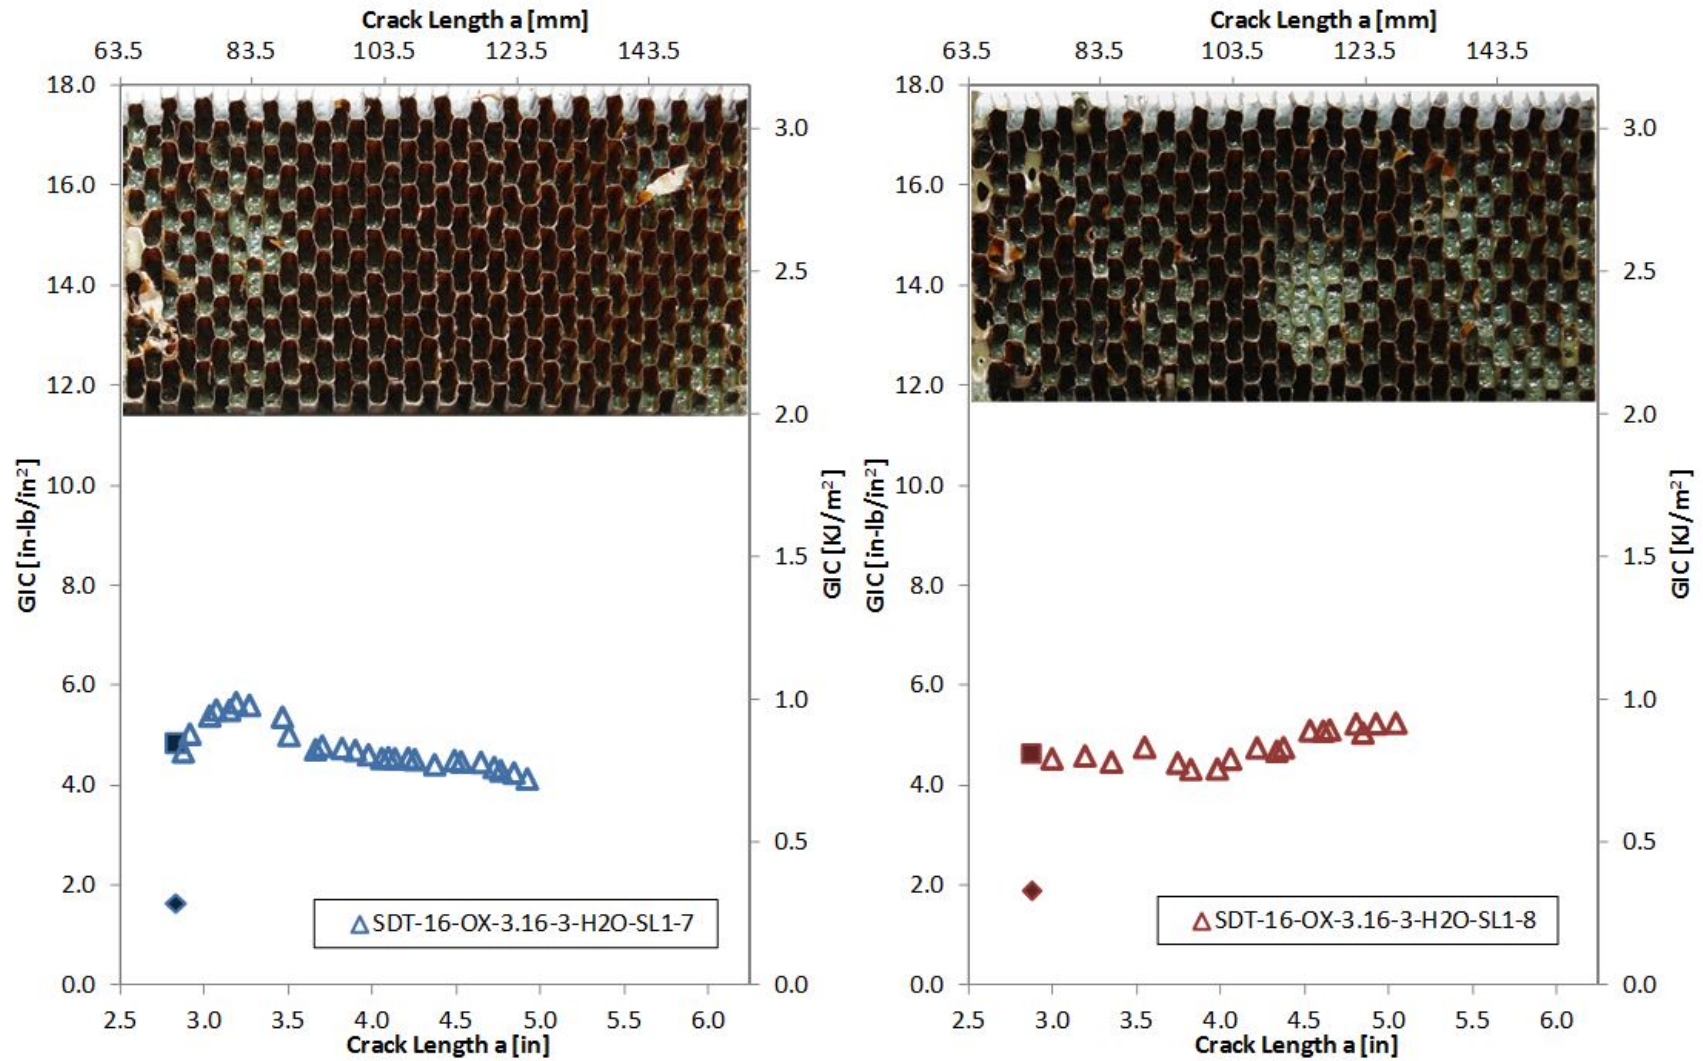 Crack Length a [mm]
63.5 83.5 103.5 123.5 143.5
18.0
16.0
14.0
12.0
10.0
8.0
6.0
4.0
2.0
0.0
GIC [in-lb/in²]
3.0
2.5
2.0
1.5
1.0
0.5
0.0
GIC [KJ/m²]
SDT-16-OX-3.16-3-H2O-SL1-7
2.5 3.0 3.5 4.0 4.5 5.0 5.5 6.0
Crack Length a [in]
Crack Length a [mm]
63.5 83.5 103.5 123.5 143.5
18.0
16.0
14.0
12.0
10.0
8.0
6.0
4.0
2.0
0.0
GIC [in-lb/in²]
3.0
2.5
2.0
1.5
1.0
0.5
0.0
GIC [KJ/m²]
SDT-16-OX-3.16-3-H2O-SL1-8
2.5 3.0 3.5 4.0 4.5 5.0 5.5 6.0
Crack Length a [in]